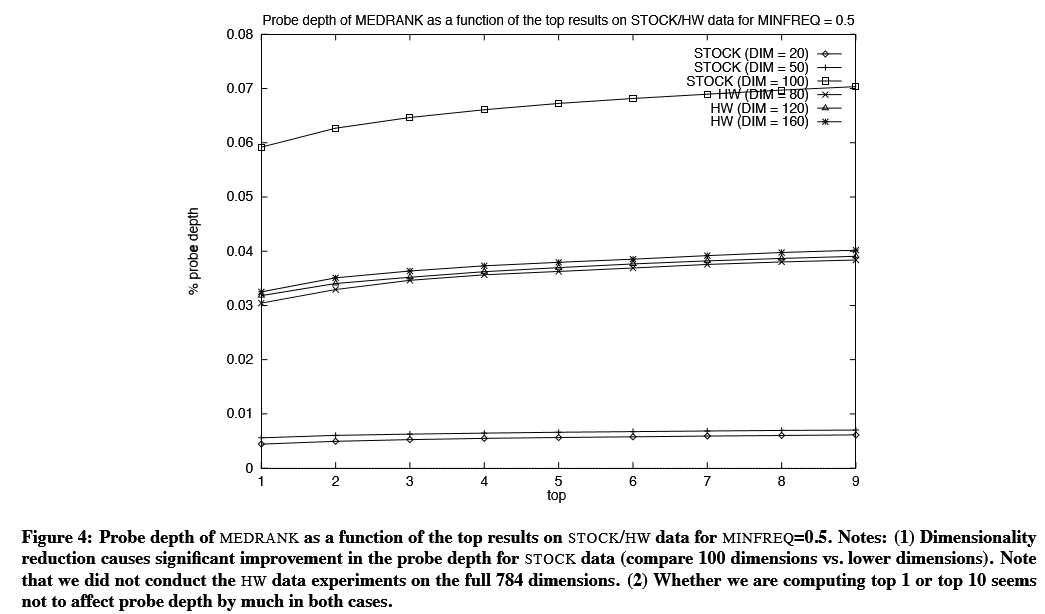 Probe depth of MEDRANK as a function of the top results on STOCK/HW data for MINFREQ = 0.5
0.08
0.07
0.06
0.05
0.04
0.03
0.02
0.01
0
% probe depth
STOCK (DIM = 20)
STOCK (DIM = 50)
STOCK (DIM = 100)
HW (DIM = 80)
HW (DIM = 120)
HW (DIM = 160)
1 2 3 4 5 6 7 8 9
top
Figure 4: Probe depth of MEDRANK as a function of the top results on STOCK/HW data for MINFREQ=0.5. Notes: (1) Dimensionality
reduction causes significant improvement in the probe depth for STOCK data (compare 100 dimensions vs. lower dimensions). Note
that we did not conduct the HW data experiments on the full 784 dimensions. (2) Whether we are computing top 1 or top 10 seems
not to affect probe depth by much in both cases.